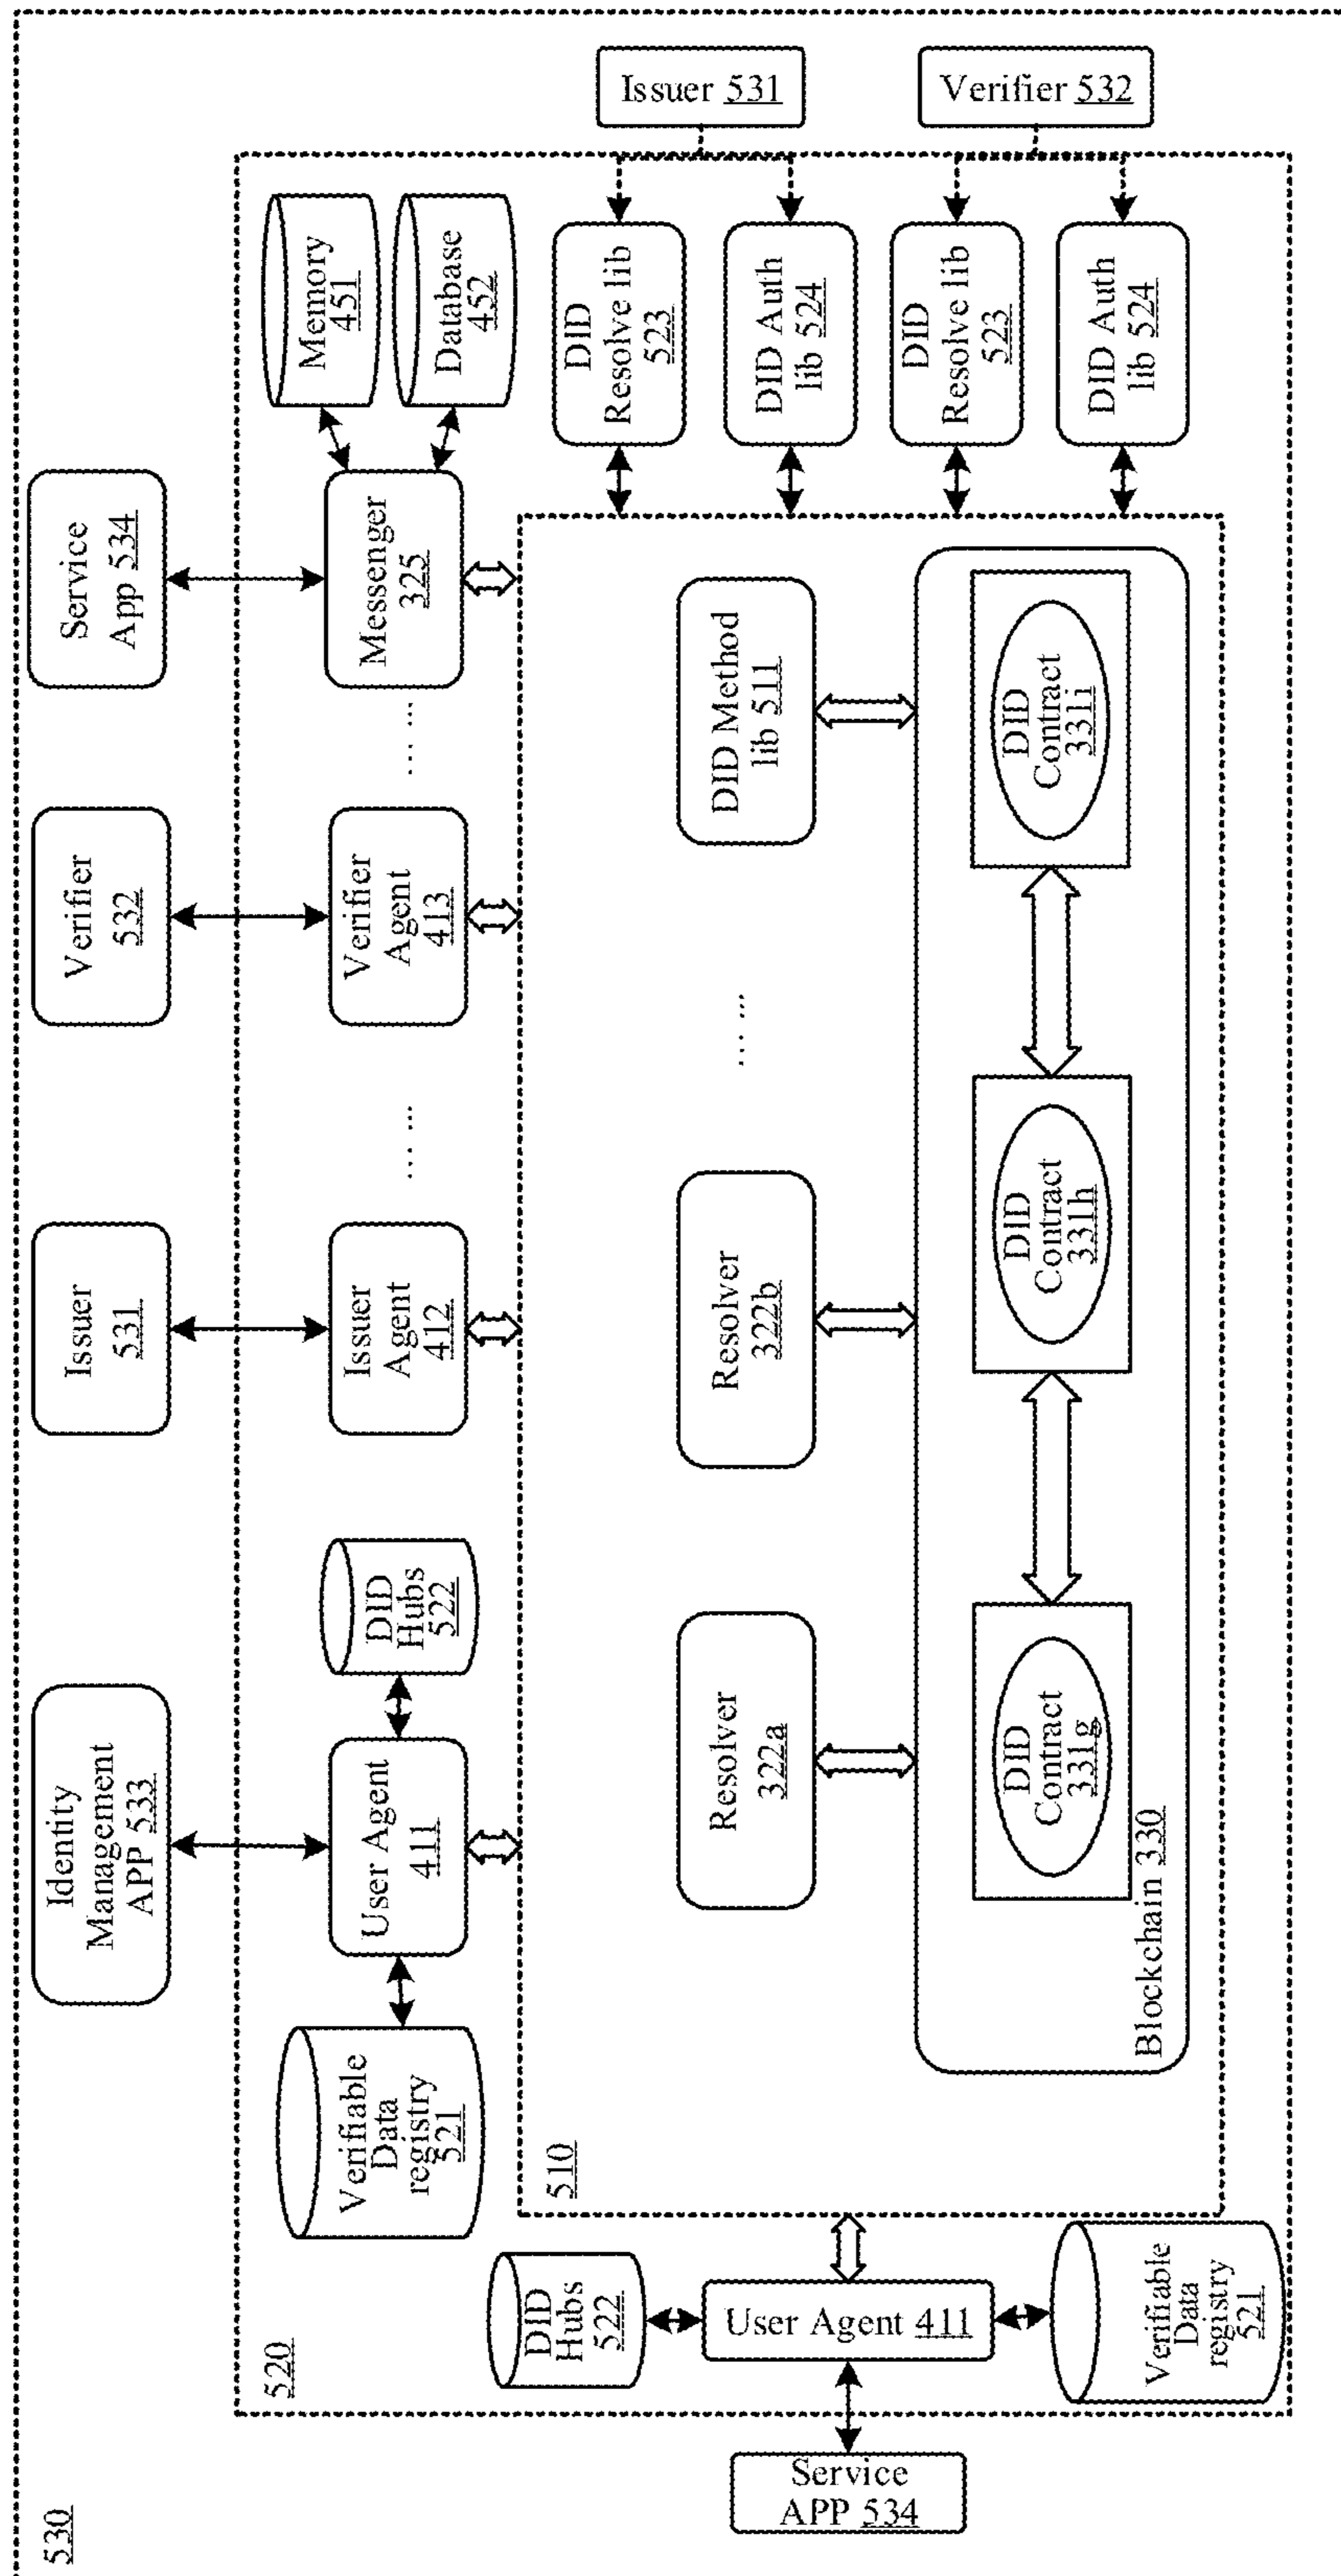 530
Identity
Management
APP 533
Issuer
531
Verifier
532
Service
App 534
520
Verifiable
Data
registry
521
User Agent
411
DID
Hubs
522
Issuer
Agent
412
... ...
Verifier
Agent
413
... ...
Messenger
325
Memory
451
Database
452
Service
APP 534
DID
Hubs
522
User Agent 411
Verifiable
Data
registry
521
510
Resolver
322a
Resolver
322b
... ...
DID Method
lib 511
DID
Contract
331g
DID
Contract
331h
DID
Contract
331i
Blockchain 330
DID
Resolve lib
523
DID Auth
lib 524
DID
Resolve lib
523
DID Auth
lib 524
Issuer 531
Verifier 532